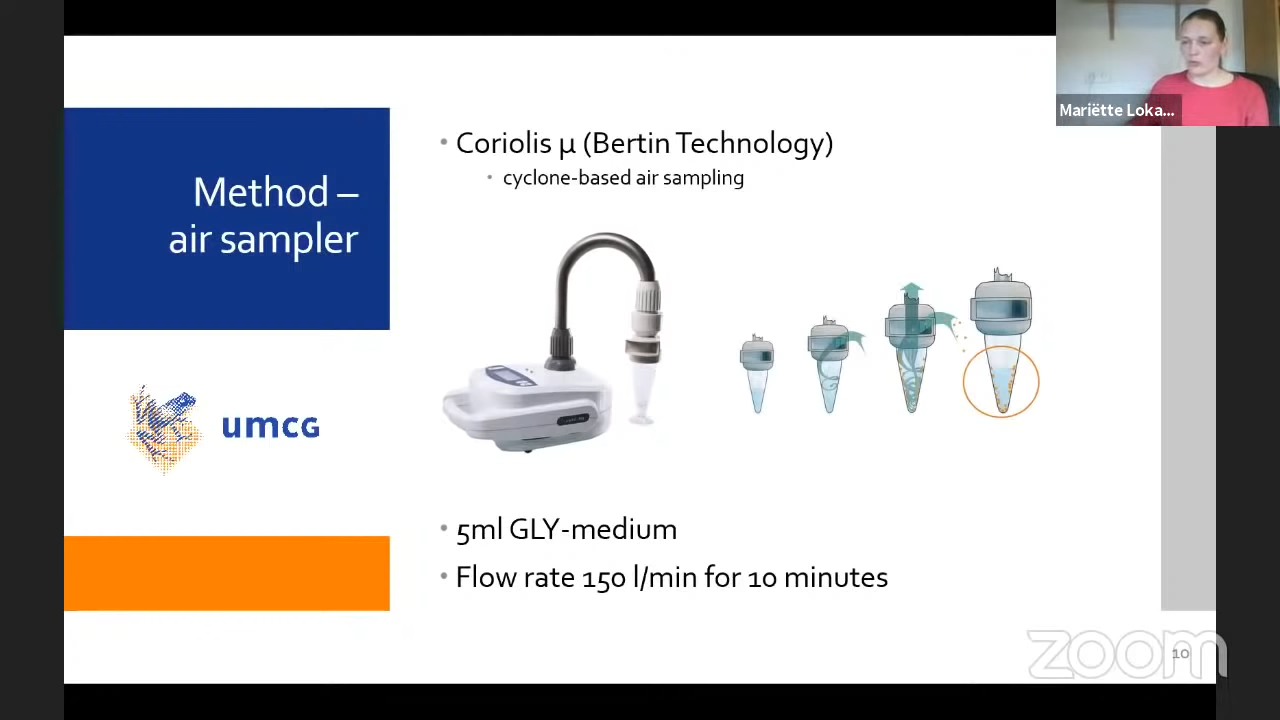 Mariëtte Loka...
Method –
air sampler
• Coriolis µ (Bertin Technology)
• cyclone-based air sampling
umcg
• 5ml GLY-medium
• Flow rate 150 l/min for 10 minutes
zoom
10